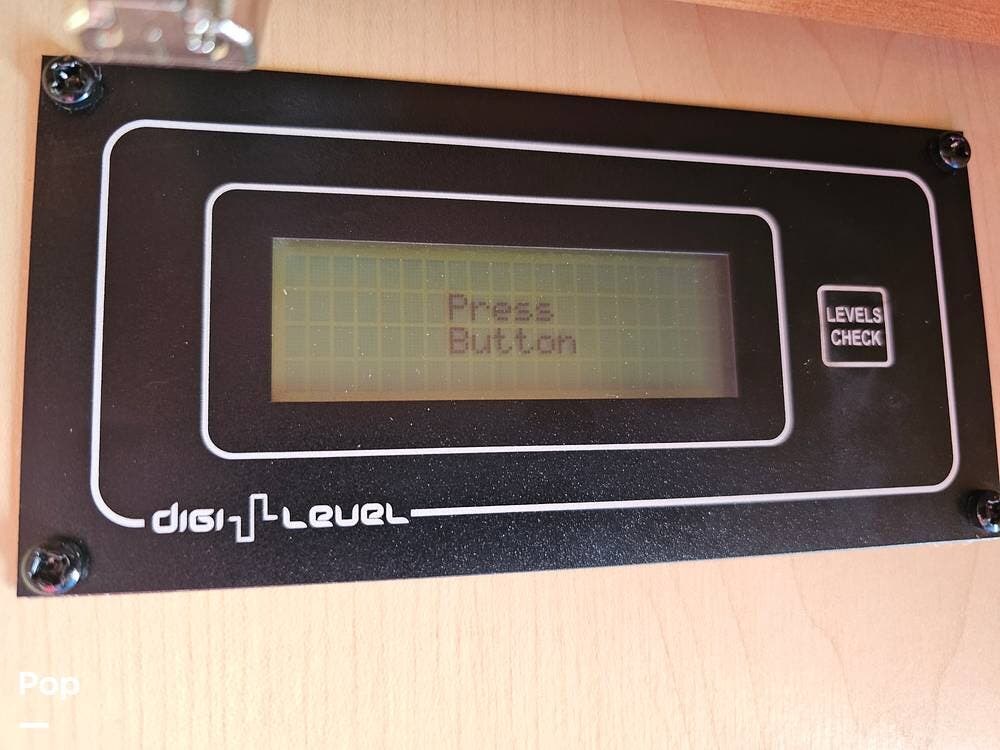 Press
Button
LEVELS
CHECK
DIGI LEVEL
Pop